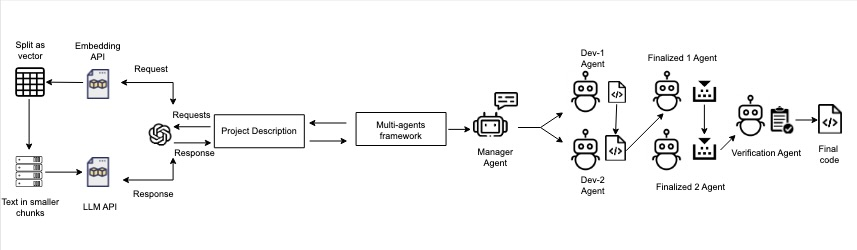 Split as
vector
Embedding
API
Request
Requests
Response
Response
Text in smaller
chunks
LLM API
Project Description
Multi-agents
framework
Manager
Agent
Dev-1
Agent
Dev-2
Agent
Finalized 1 Agent
Finalized 2 Agent
Verification Agent
Final
code